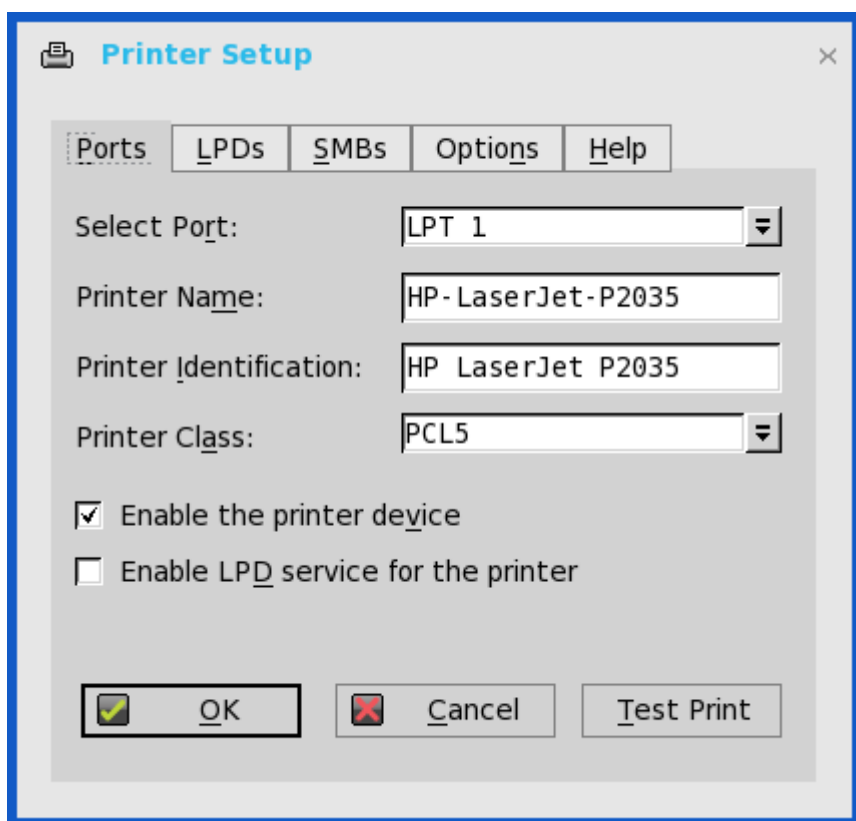 Printer Setup
Ports LPDs SMBs Options Help
Select Port: LPT 1
Printer Name: HP-LaserJet-P2035
Printer Identification: HP LaserJet P2035
Printer Class: PCL5
Enable the printer device
Enable LPD service for the printer
OK Cancel Test Print